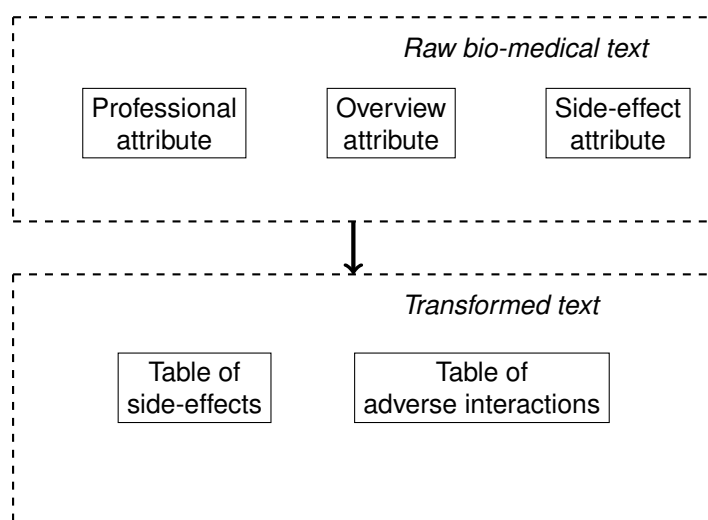 Raw bio-medical text
Professional
attribute
Overview
attribute
Side-effect
attribute
Transformed text
Table of
side-effects
Table of
adverse interactions